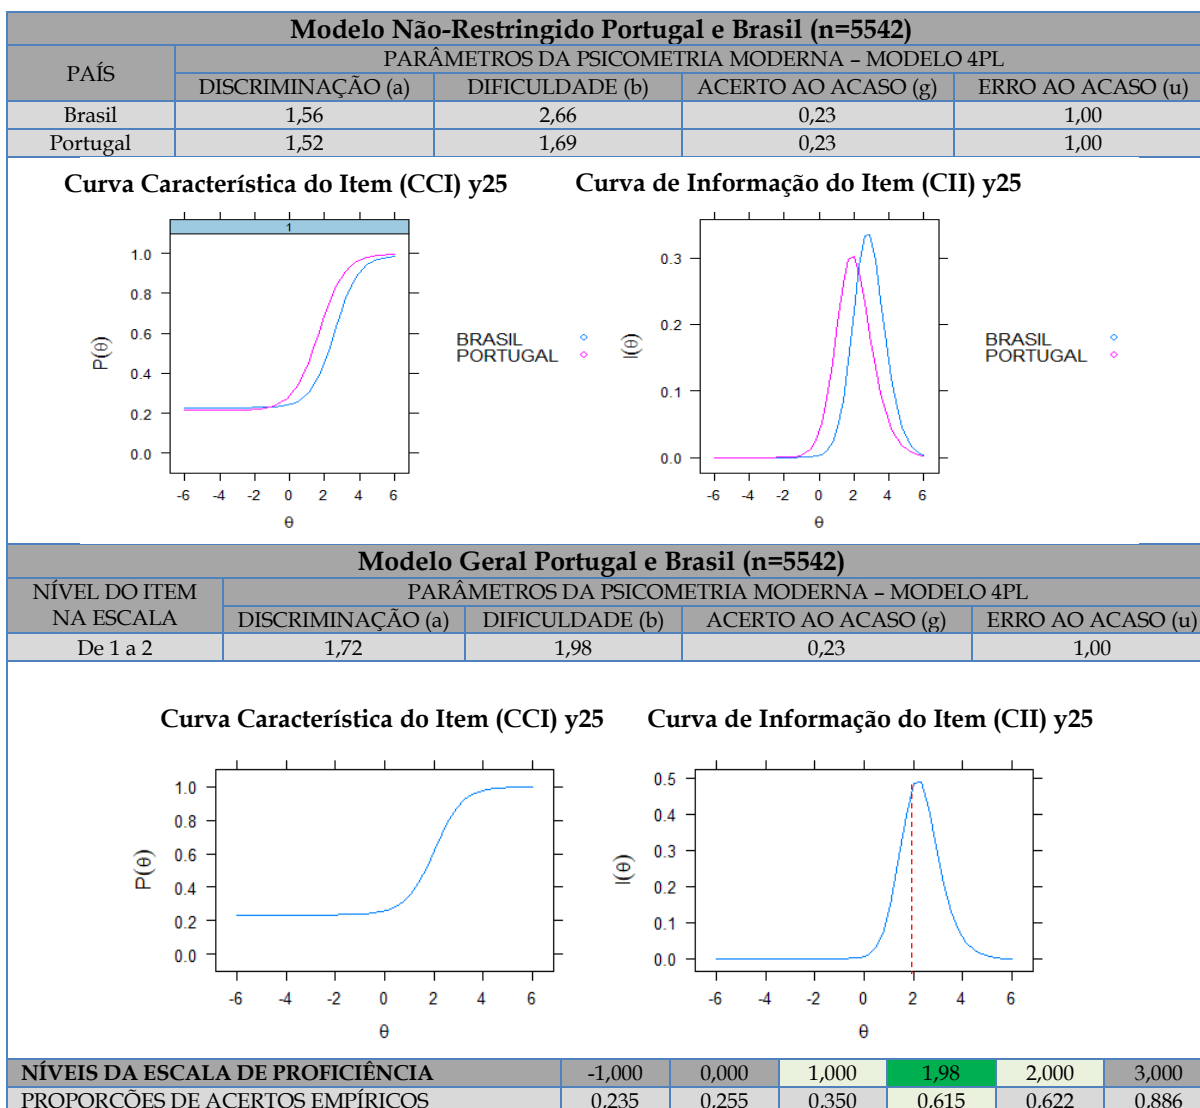 Modelo Não-Restringido Portugal e Brasil (n=5542)
PAÍS
PARÂMETROS DA PSICOMETRIA MODERNA – MODELO 4PL
DISCRIMINAÇÃO (a) DIFICULDADE (b) ACERTO AO ACASO (g) ERRO AO ACASO (u)
Brasil 1,56 2,66 0,23 1,00
Portugal 1,52 1,69 0,23 1,00
Curva Característica do Item (CCI) y25
1
1.0
0.8
0.6
0.4
0.2
0.0
P(θ)
-6 -4 -2 0 2 4 6
θ
BRASIL
PORTUGAL
Curva de Informação do Item (CII) y25
0.3
0.2
0.1
0.0
I(θ)
-6 -4 -2 0 2 4 6
θ
BRASIL
PORTUGAL
Modelo Geral Portugal e Brasil (n=5542)
NÍVEL DO ITEM
NA ESCALA
PARÂMETROS DA PSICOMETRIA MODERNA – MODELO 4PL
DISCRIMINAÇÃO (a) DIFICULDADE (b) ACERTO AO ACASO (g) ERRO AO ACASO (u)
De 1 a 2 1,72 1,98 0,23 1,00
Curva Característica do Item (CCI) y25
1.0
0.8
0.6
0.4
0.2
0.0
P(θ)
-6 -4 -2 0 2 4 6
θ
Curva de Informação do Item (CII) y25
0.5
0.4
0.3
0.2
0.1
0.0
I(θ)
-6 -4 -2 0 2 4 6
θ
NÍVEIS DA ESCALA DE PROFICIÊNCIA -1,000 0,000 1,000 1,98 2,000 3,000
PROPORÇÕES DE ACERTOS EMPÍRICOS 0,235 0,255 0,350 0,615 0,622 0,886